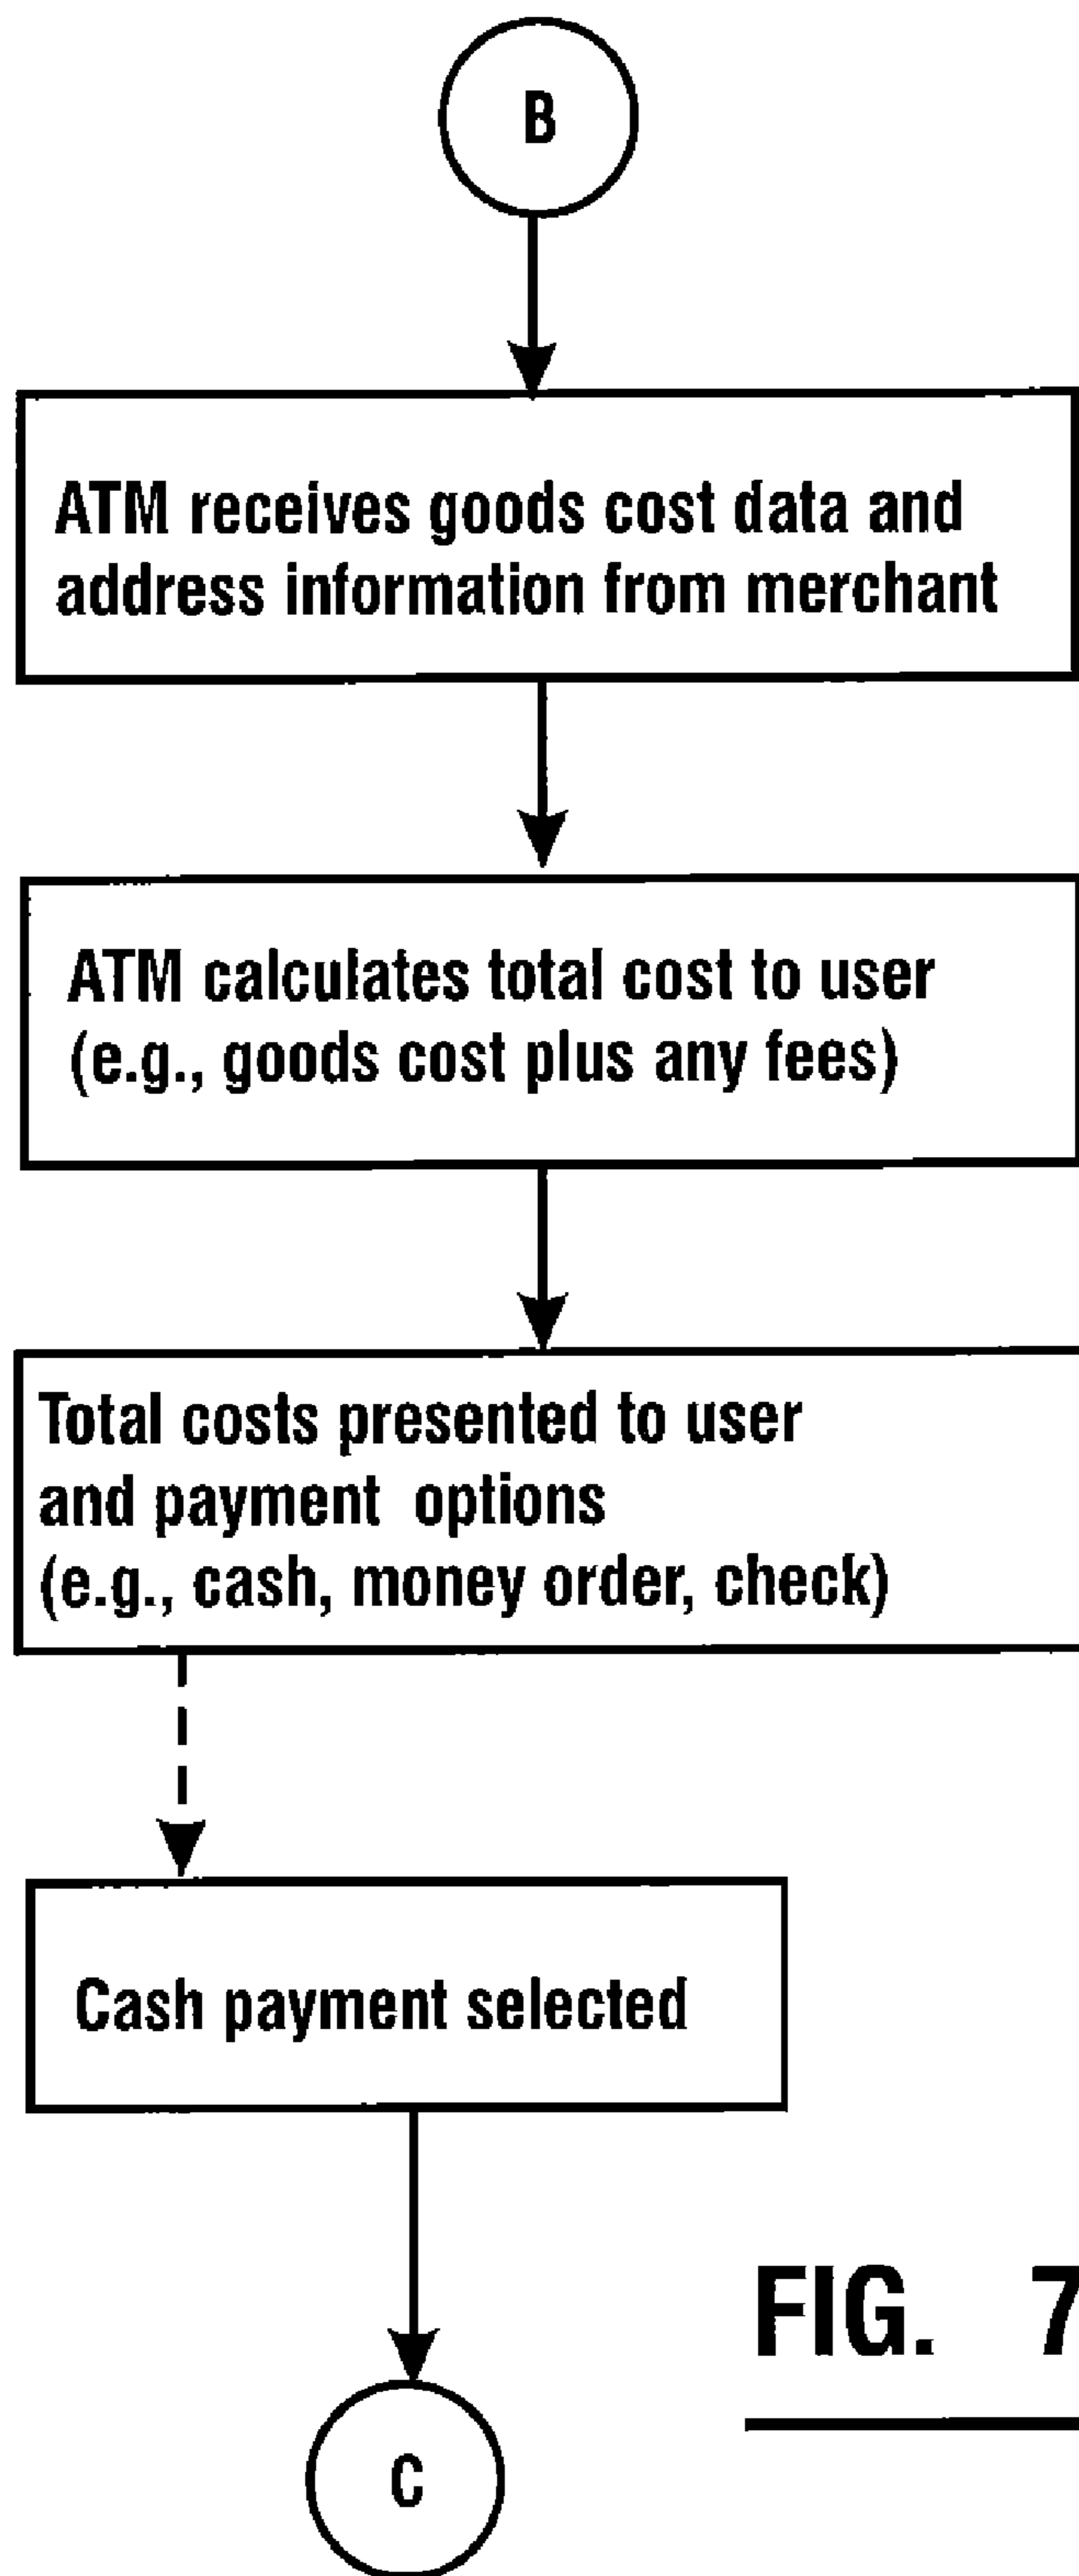 B
ATM receives goods cost data and
address information from merchant
ATM calculates total cost to user
(e.g., goods cost plus any fees)
Total costs presented to user
and payment options
(e.g., cash, money order, check)
Cash payment selected
FIG. 7
C